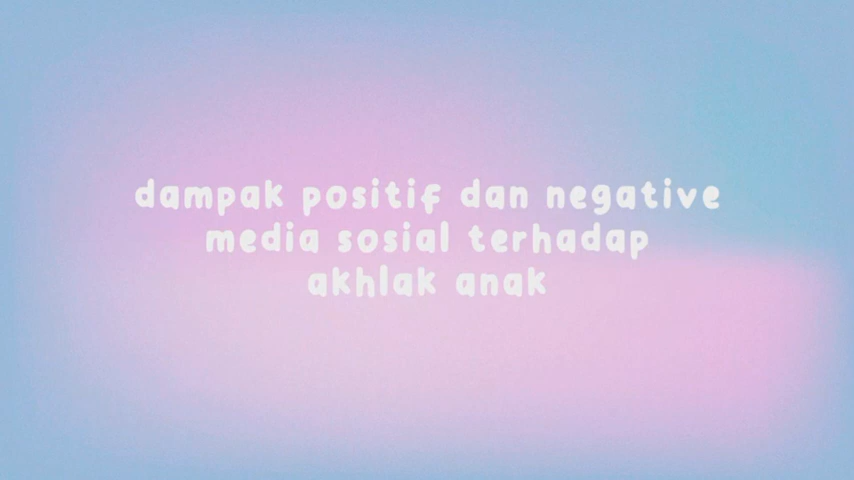 dampak positif dan negative
media sosial terhadap
akhlak anak